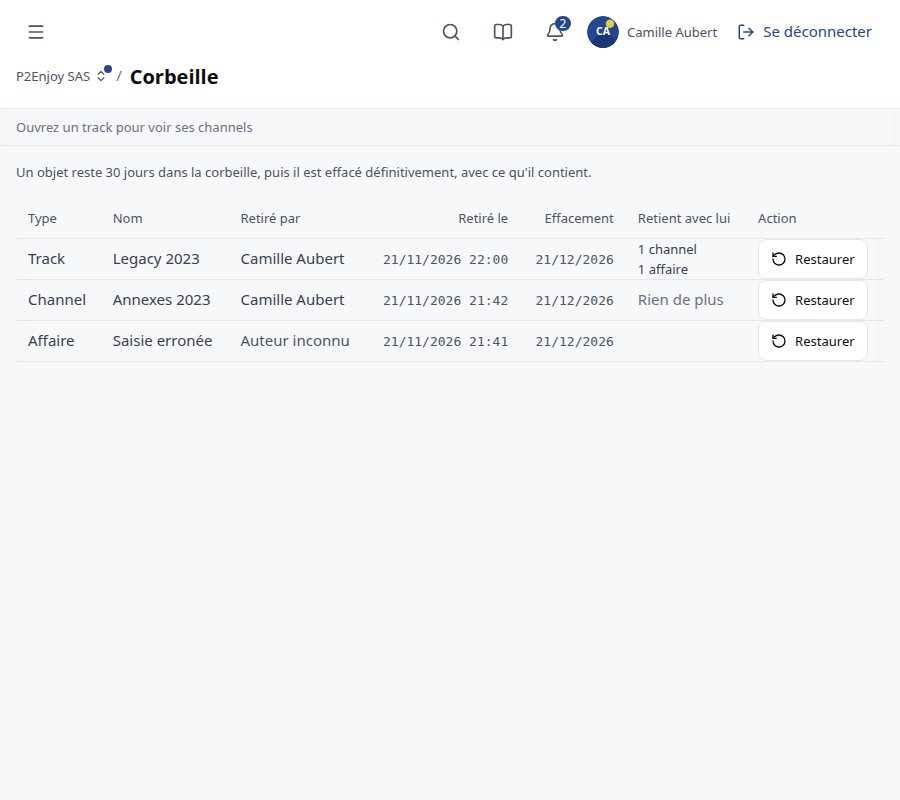 2
CA
Camille Aubert
Se déconnecter
P2Enjoy SAS / Corbeille
Ouvrez un track pour voir ses channels
Un objet reste 30 jours dans la corbeille, puis il est effacé définitivement, avec ce qu'il contient.
Type Nom Retiré par Retiré le Effacement Retient avec lui Action
Track Legacy 2023 Camille Aubert 21/11/2026 22:00 21/12/2026 1 channel
1 affaire Restaurer
Channel Annexes 2023 Camille Aubert 21/11/2026 21:42 21/12/2026 Rien de plus Restaurer
Affaire Saisie erronée Auteur inconnu 21/11/2026 21:41 21/12/2026 Restaurer